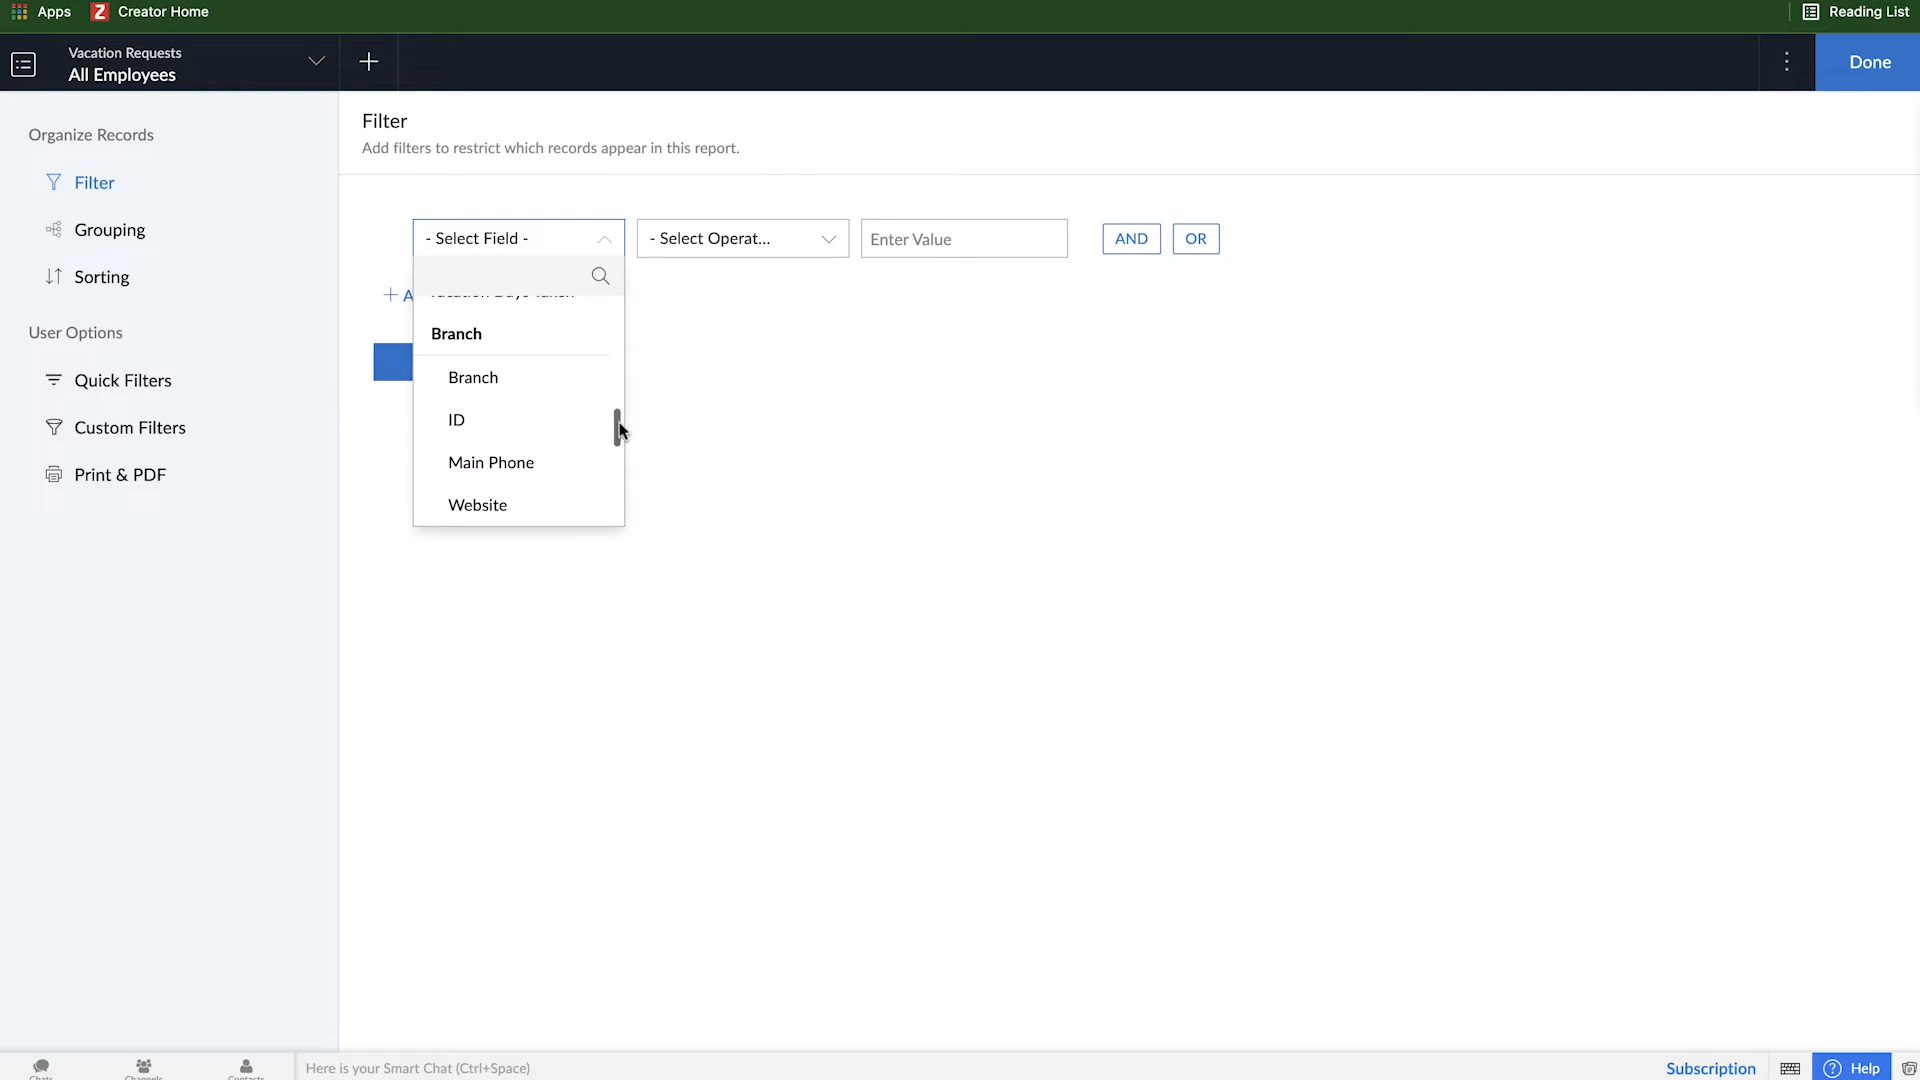 Apps
Creator Home
Reading List
Vacation Requests
All Employees
Done
Organize Records
Filter
Grouping
Sorting
User Options
Quick Filters
Custom Filters
Print & PDF
Filter
Add filters to restrict which records appear in this report.
- Select Field -
- Select Operat...
Enter Value
AND
OR
+ A
Branch
Branch
ID
Main Phone
Website
Chats
Channels
Contacts
Here is your Smart Chat (Ctrl+Space)
Subscription
Help